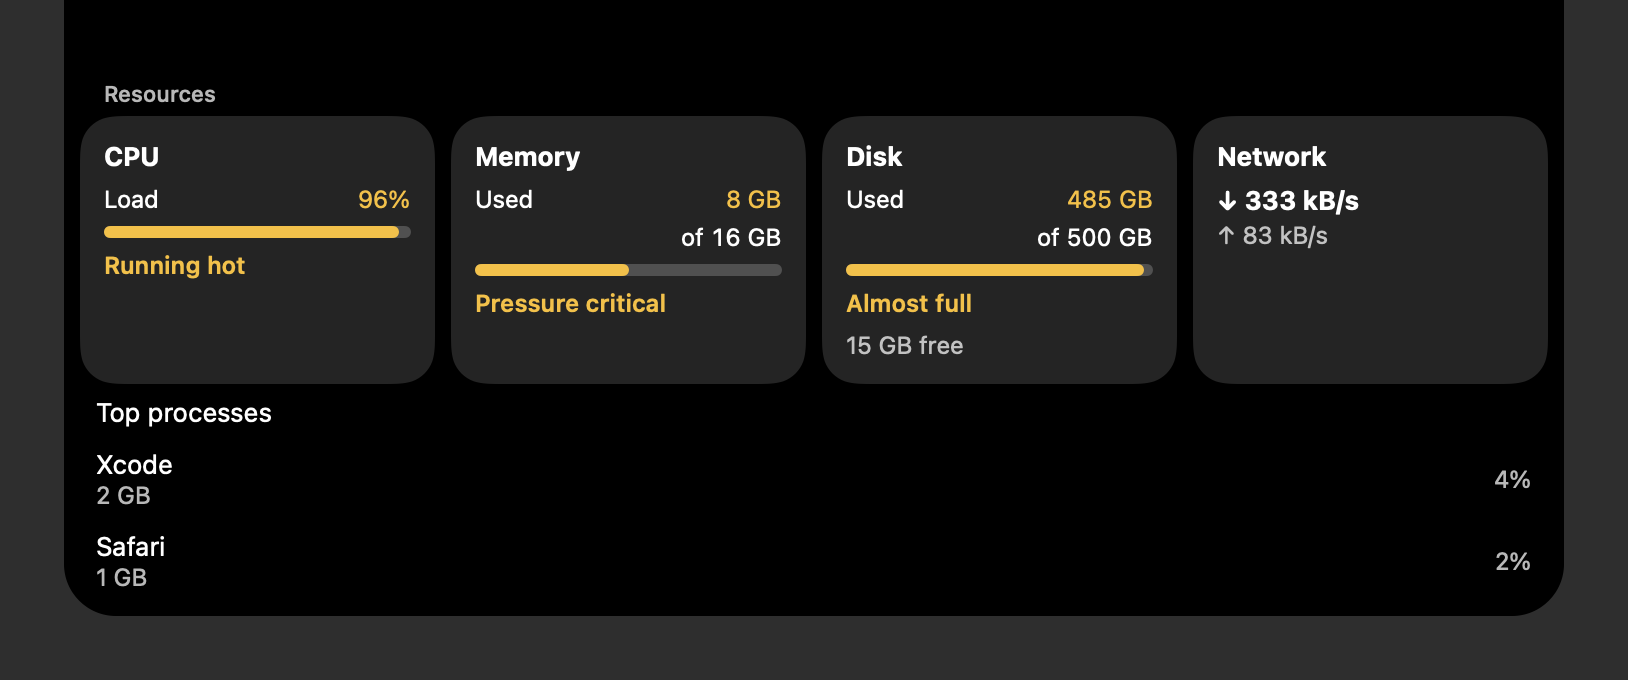 Resources
CPU
Load 96%
Running hot
Memory
Used 8 GB
of 16 GB
Pressure critical
Disk
Used 485 GB
of 500 GB
Almost full
15 GB free
Network
↓ 333 kB/s
↑ 83 kB/s
Top processes
Xcode
2 GB
4%
Safari
1 GB
2%